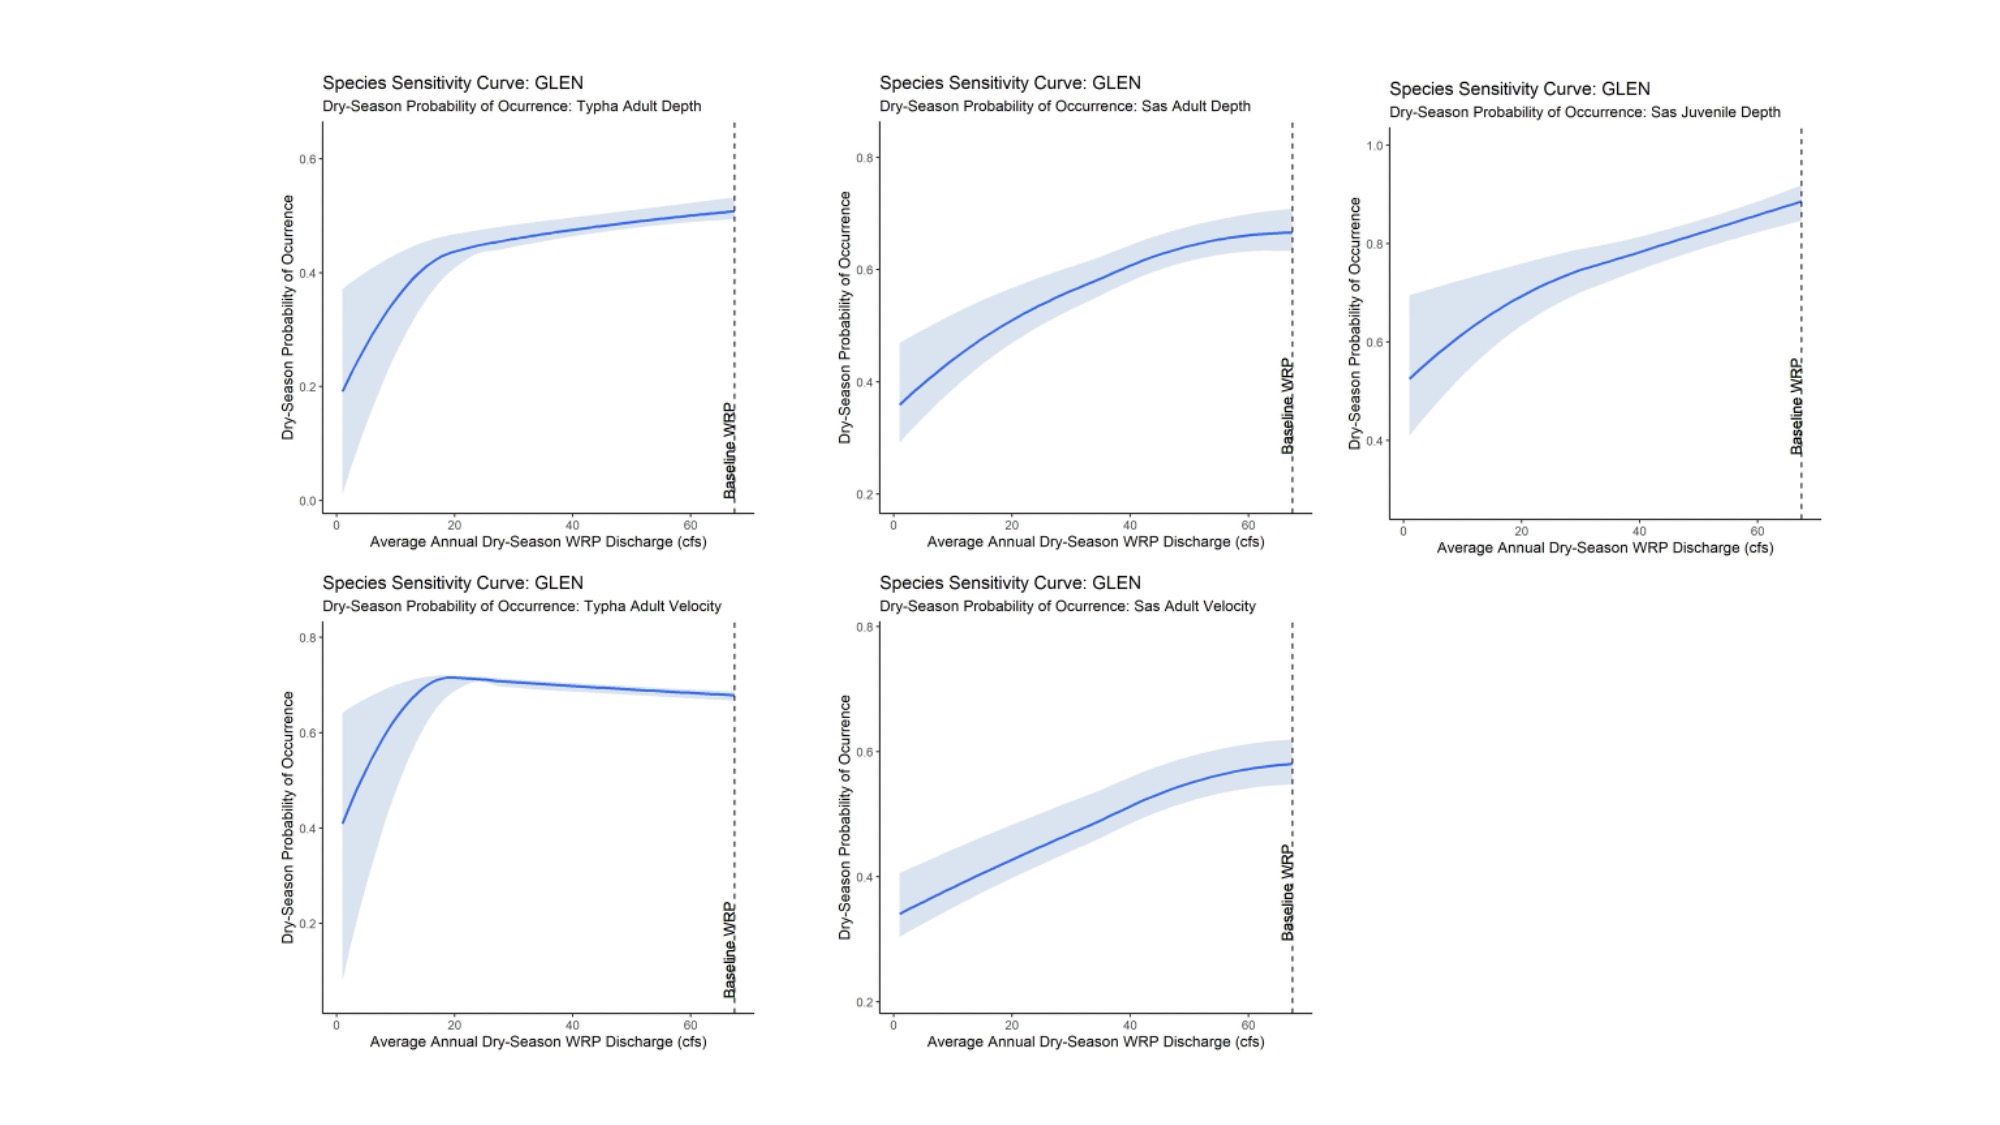 Species Sensitivity Curve: GLEN
Dry-Season Probability of Ocurrence: Typha Adult Depth
Dry-Season Probability of Occurrence
0.6
0.4
0.2
0.0
Baseline WRP
0 20 40 60
Average Annual Dry-Season WRP Discharge (cfs)
Species Sensitivity Curve: GLEN
Dry-Season Probability of Occurrence: Sas Adult Depth
Dry-Season Probability of Occurrence
0.8
0.6
0.4
0.2
Baseline WRP
0 20 40 60
Average Annual Dry-Season WRP Discharge (cfs)
Species Sensitivity Curve: GLEN
Dry-Season Probability of Occurrence: Sas Juvenile Depth
Dry-Season Probability of Occurrence
1.0
0.8
0.6
0.4
Baseline WRP
0 20 40 60
Average Annual Dry-Season WRP Discharge (cfs)
Species Sensitivity Curve: GLEN
Dry-Season Probability of Occurrence: Typha Adult Velocity
Dry-Season Probability of Occurrence
0.8
0.6
0.4
0.2
Baseline WRP
0 20 40 60
Average Annual Dry-Season WRP Discharge (cfs)
Species Sensitivity Curve: GLEN
Dry-Season Probability of Ocurrence: Sas Adult Velocity
Dry-Season Probability of Ocurrence
0.8
0.6
0.4
0.2
Baseline WRP
0 20 40 60
Average Annual Dry-Season WRP Discharge (cfs)